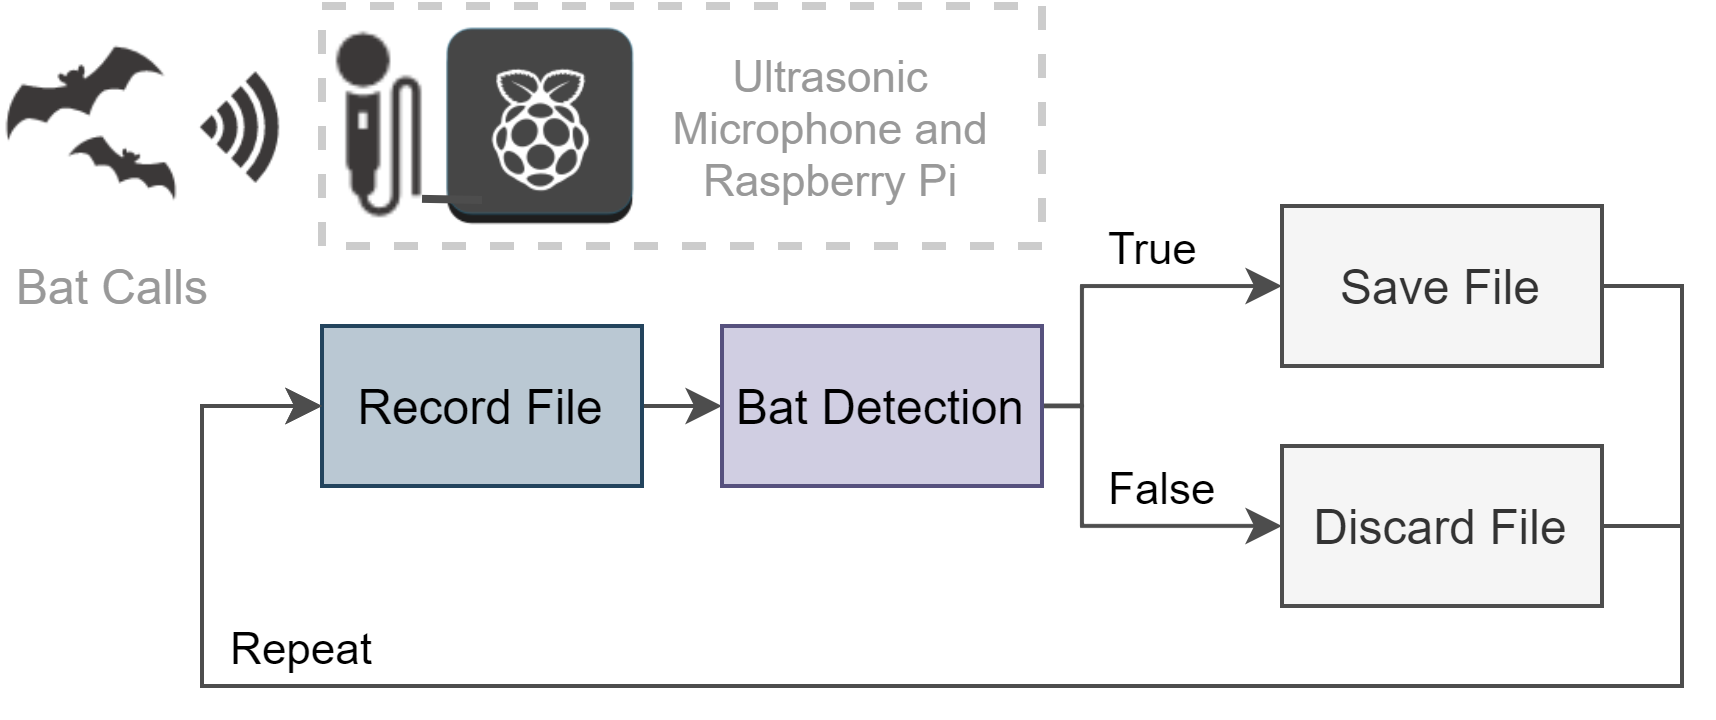 Ultrasonic
Microphone and
Raspberry Pi
Bat Calls
True
Save File
Record File
Bat Detection
False
Discard File
Repeat